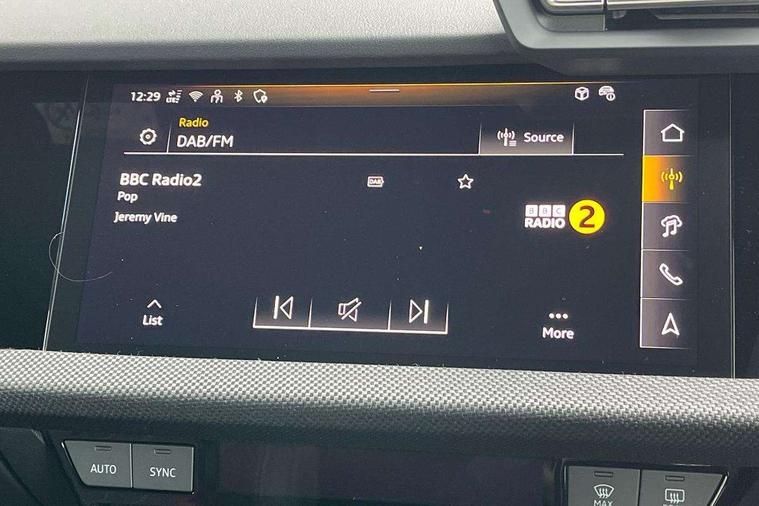 12:29
LTE
Radio
DAB/FM
Source
BBC Radio2
DAB
Pop
Jeremy Vine
BBC
RADIO 2
List
More
AUTO
SYNC
MAX